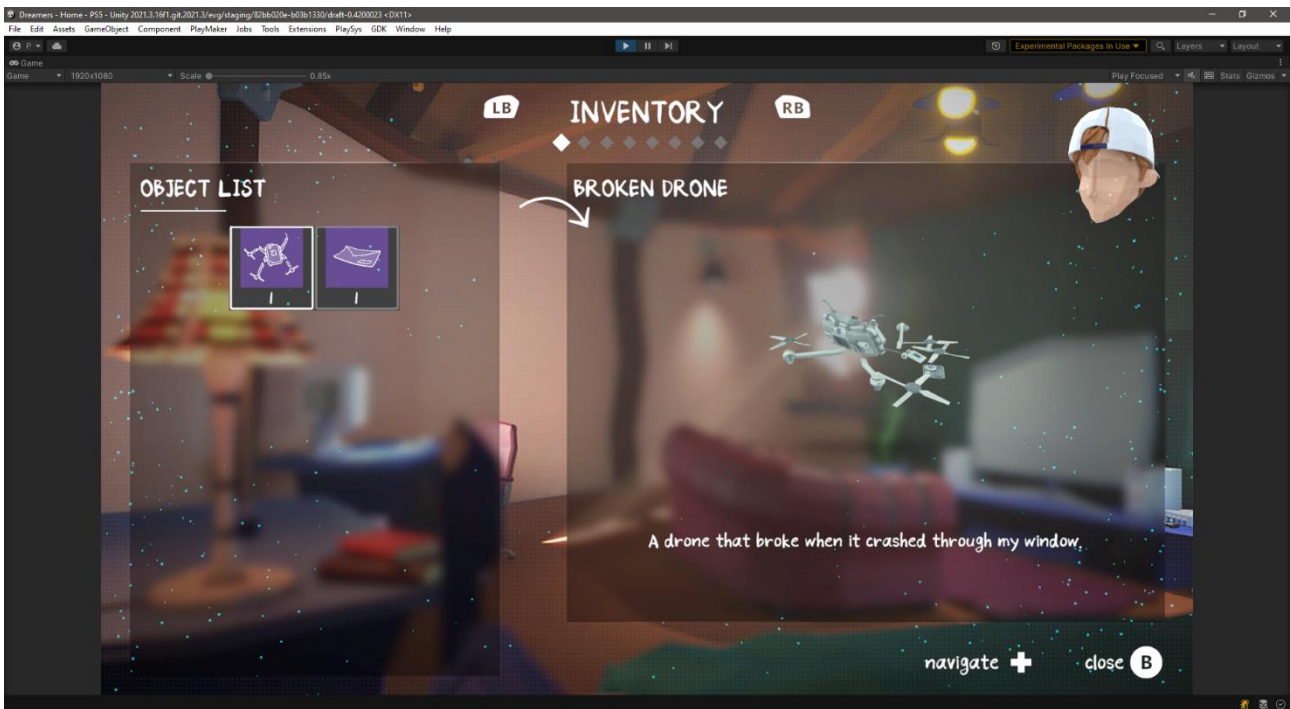 Dreamers - Home - PS5 - Unity 2021.3.16f1.git.2021.3/evg/staging/82bb020e-b03b1330/draft-0.4200023 <DX11>
File Edit Assets GameObject Component PlayMaker Jobs Tools Extensions PlaySys GDK Window Help
P Experimental Packages In Use Layers Layout
Game
Game 1920x1080 Scale 0.85x Play Focused Stats Gizmos
LB INVENTORY RB
OBJECT LIST
1 1
BROKEN DRONE
A drone that broke when it crashed through my window.
navigate close B